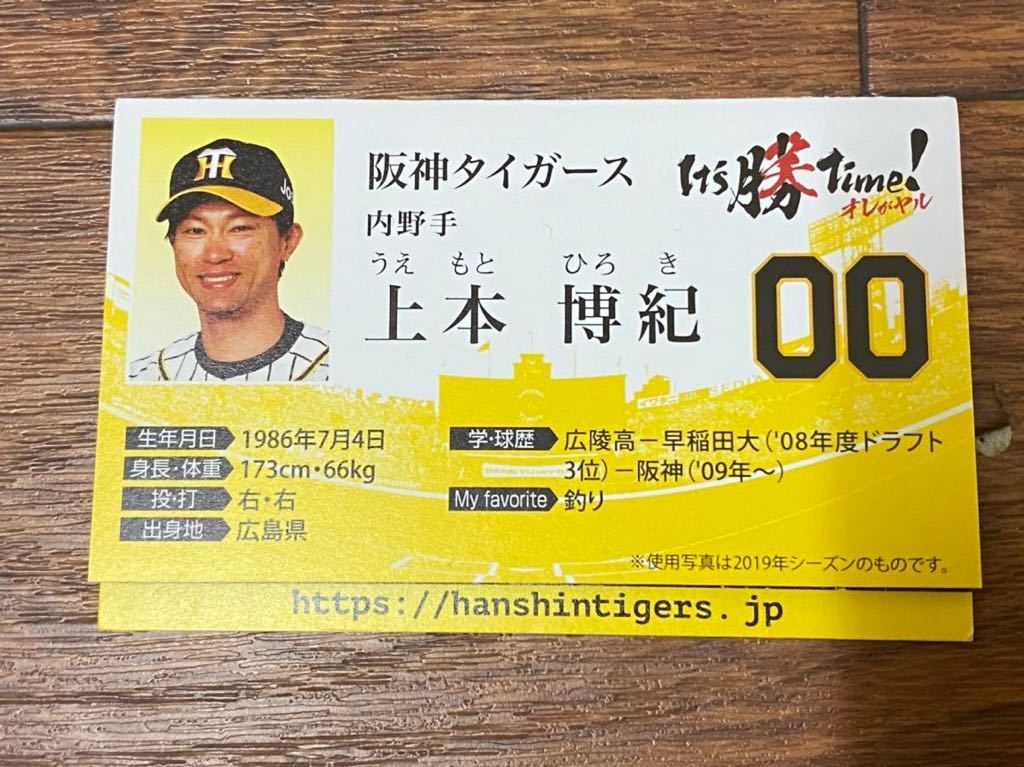 阪神タイガース
It's勝time!
オレがヤル
内野手
うえ もと ひろ き
上本 博紀
00
生年月日 1986年7月4日
身長・体重 173cm・66kg
投・打 右・右
出身地 広島県
学・球歴 広陵高－早稲田大('08年度ドラフト
3位)－阪神('09年～)
My favorite 釣り
※使用写真は2019年シーズンのものです。
https://hanshintigers.jp